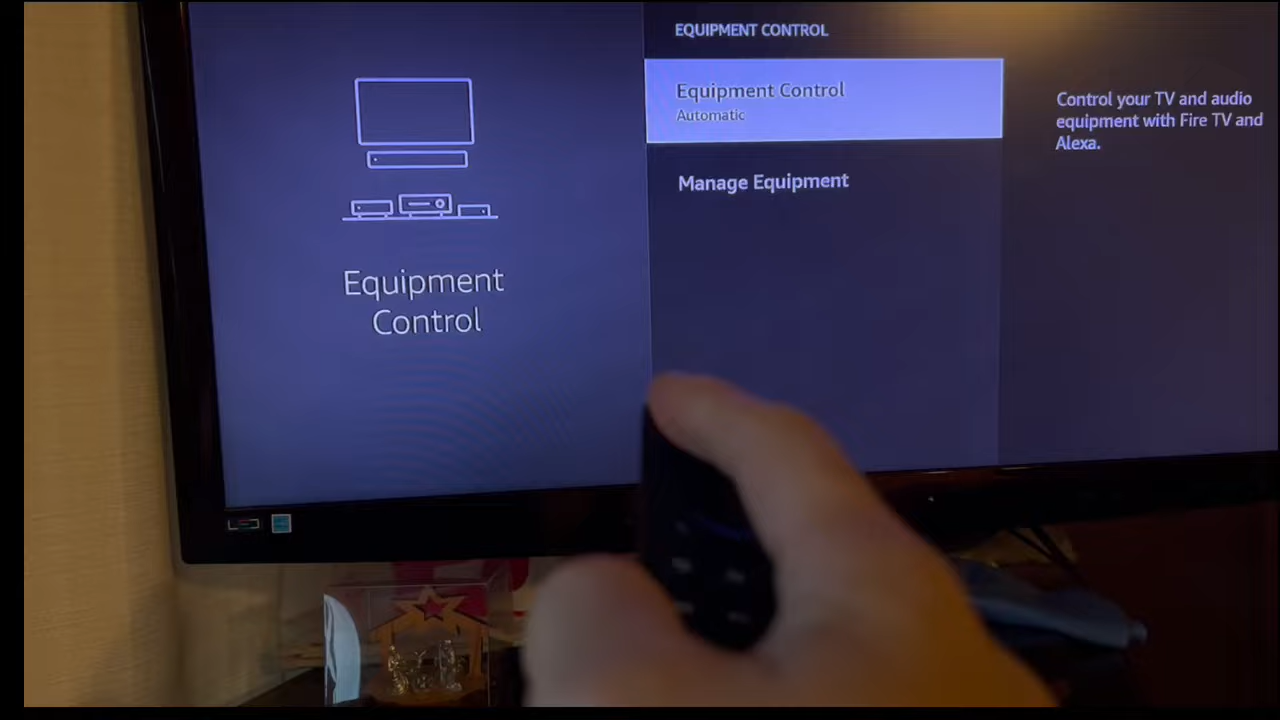 EQUIPMENT CONTROL
Equipment Control
Automatic
Manage Equipment
Control your TV and audio
equipment with Fire TV and
Alexa.
Equipment
Control